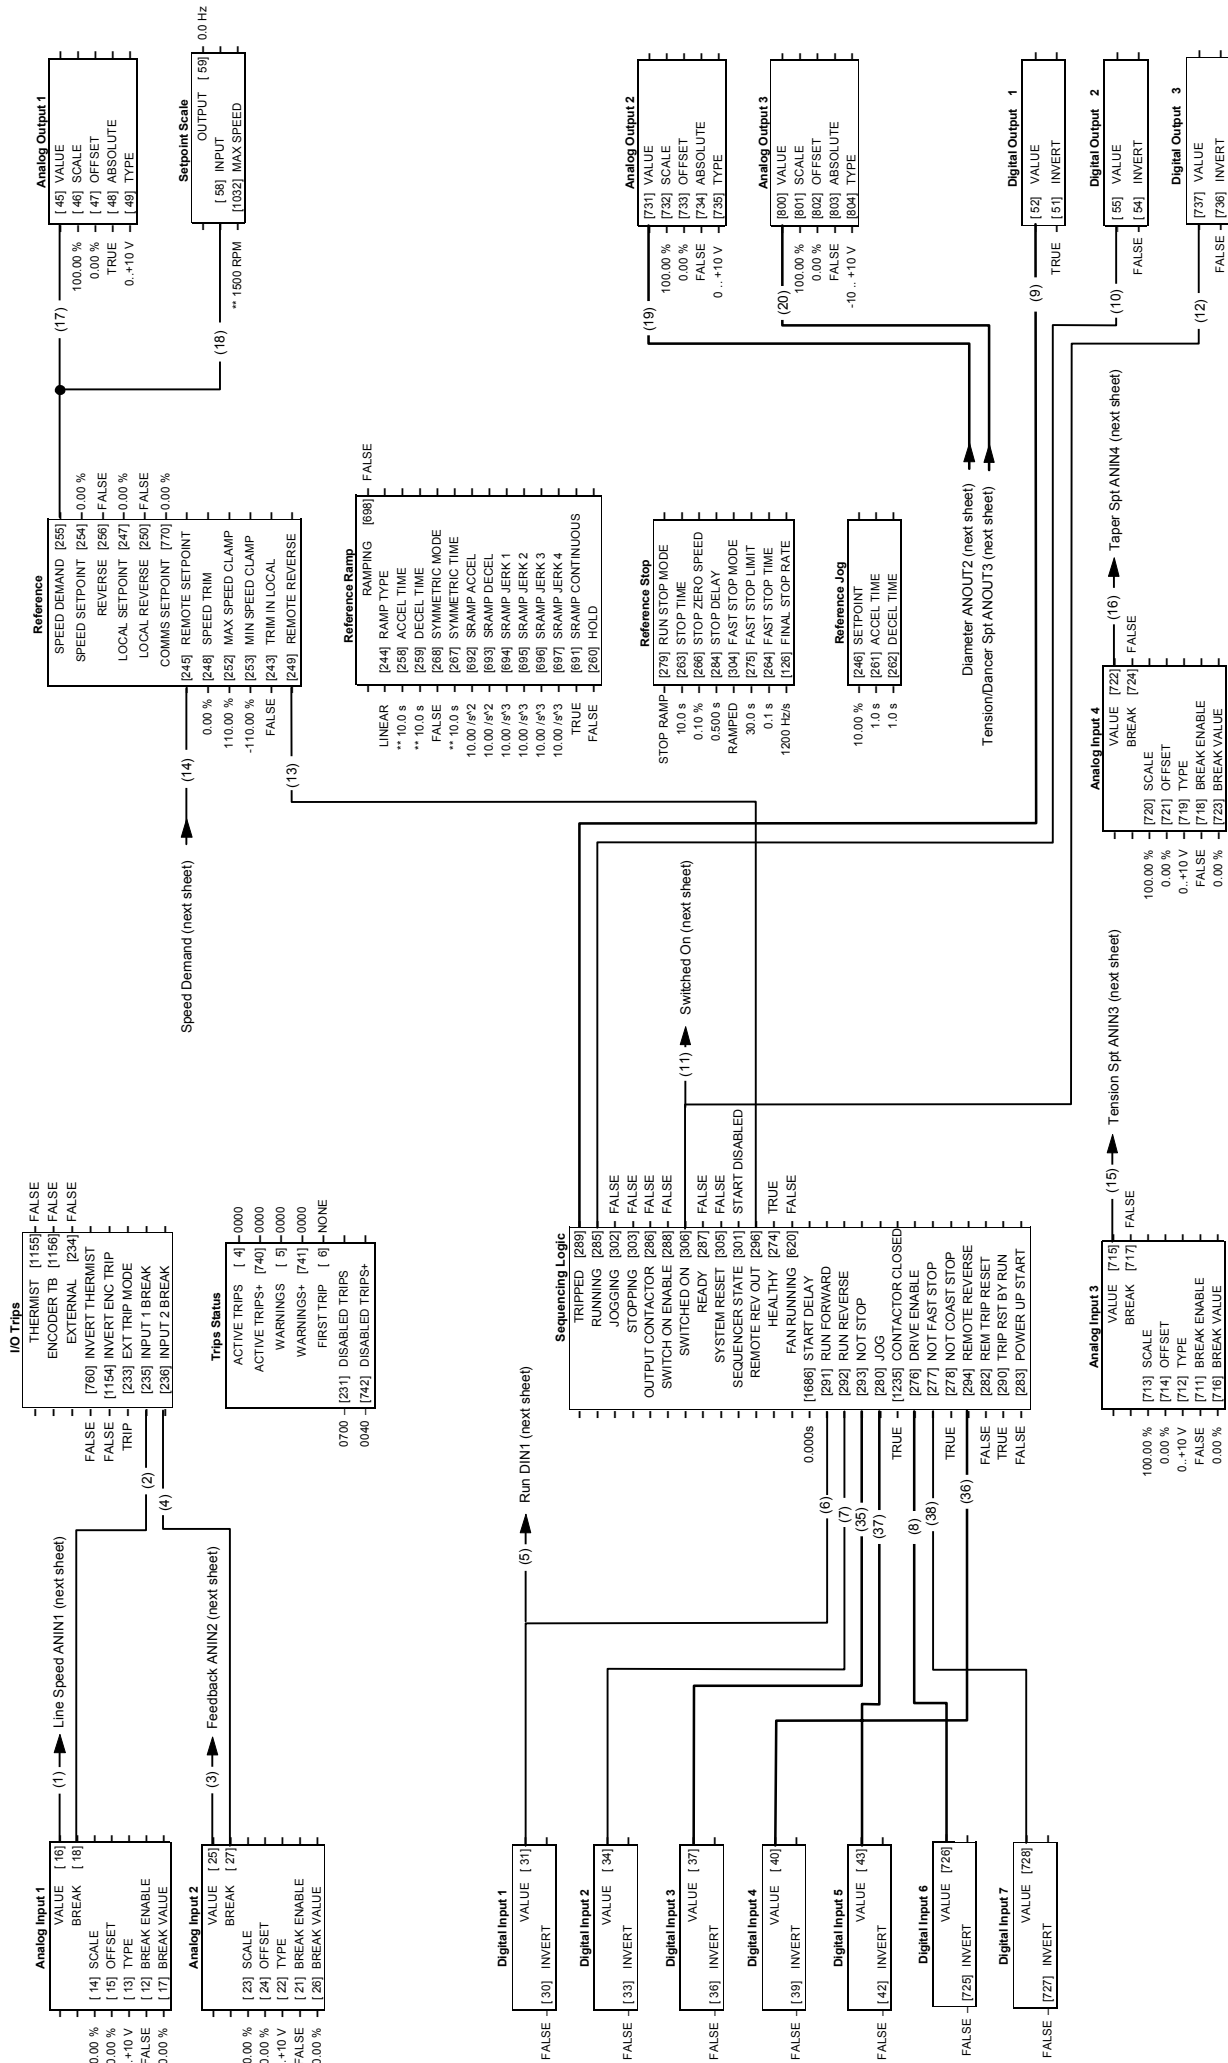 Analog Input 1
VALUE [ 16]
BREAK [ 18]
0.00 % [ 14] SCALE
0.00 % [ 15] OFFSET
..+10 V [ 13] TYPE
FALSE [ 12] BREAK ENABLE
0.00 % [ 17] BREAK VALUE
(1) Line Speed ANIN1 (next sheet)
(2)
Analog Input 2
VALUE [ 25]
BREAK [ 27]
0.00 % [ 23] SCALE
0.00 % [ 24] OFFSET
..+10 V [ 22] TYPE
FALSE [ 21] BREAK ENABLE
0.00 % [ 26] BREAK VALUE
(3) Feedback ANIN2 (next sheet)
(4)
I/O Trips
THERMIST [1155] FALSE
ENCODER TB [1156] FALSE
EXTERNAL [234] FALSE
FALSE [760] INVERT THERMIST
FALSE [1154] INVERT ENC TRIP
TRIP [233] EXT TRIP MODE
[235] INPUT 1 BREAK
[236] INPUT 2 BREAK
Trips Status
ACTIVE TRIPS [ 4] 0000
ACTIVE TRIPS+ [740] 0000
WARNINGS [ 5] 0000
WARNINGS+ [741] 0000
FIRST TRIP [ 6] NONE
0700 [231] DISABLED TRIPS
0040 [742] DISABLED TRIPS+
Speed Demand (next sheet) (14)
Reference
SPEED DEMAND [255]
SPEED SETPOINT [254] 0.00 %
REVERSE [256] FALSE
LOCAL SETPOINT [247] 0.00 %
LOCAL REVERSE [250] FALSE
COMMS SETPOINT [770] 0.00 %
[245] REMOTE SETPOINT
0.00 % [248] SPEED TRIM
110.00 % [252] MAX SPEED CLAMP
-110.00 % [253] MIN SPEED CLAMP
FALSE [243] TRIM IN LOCAL
[249] REMOTE REVERSE
(13)
(17)
Analog Output 1
[ 45] VALUE
100.00 % [ 46] SCALE
0.00 % [ 47] OFFSET
TRUE [ 48] ABSOLUTE
0..+10 V [ 49] TYPE
(18)
Setpoint Scale
OUTPUT [ 59] 0.0 Hz
[ 58] INPUT
** 1500 RPM [1032] MAX SPEED
Reference Ramp
RAMPING [698] FALSE
LINEAR [244] RAMP TYPE
** 10.0 s [258] ACCEL TIME
** 10.0 s [259] DECEL TIME
FALSE [268] SYMMETRIC MODE
** 10.0 s [267] SYMMETRIC TIME
10.00 /s^2 [692] SRAMP ACCEL
10.00 /s^2 [693] SRAMP DECEL
10.00 /s^3 [694] SRAMP JERK 1
10.00 /s^3 [695] SRAMP JERK 2
10.00 /s^3 [696] SRAMP JERK 3
10.00 /s^3 [697] SRAMP JERK 4
TRUE [691] SRAMP CONTINUOUS
FALSE [260] HOLD
Reference Stop
STOP RAMP [279] RUN STOP MODE
10.0 s [263] STOP TIME
0.10 % [266] STOP ZERO SPEED
0.500 s [284] STOP DELAY
RAMPED [304] FAST STOP MODE
30.0 s [275] FAST STOP LIMIT
0.1 s [264] FAST STOP TIME
1200 Hz/s [126] FINAL STOP RATE
Reference Jog
10.00 % [246] SETPOINT
1.0 s [261] ACCEL TIME
1.0 s [262] DECEL TIME
Diameter ANOUT2 (next sheet)
Tension/Dancer Spt ANOUT3 (next sheet)
(19)
Analog Output 2
[731] VALUE
100.00 % [732] SCALE
0.00 % [733] OFFSET
FALSE [734] ABSOLUTE
0 .. +10 V [735] TYPE
(20)
Analog Output 3
[800] VALUE
100.00 % [801] SCALE
0.00 % [802] OFFSET
FALSE [803] ABSOLUTE
-10 .. +10 V [804] TYPE
Digital Input 1
VALUE [ 31]
FALSE [ 30] INVERT
Digital Input 2
VALUE [ 34]
FALSE [ 33] INVERT
Digital Input 3
VALUE [ 37]
FALSE [ 36] INVERT
Digital Input 4
VALUE [ 40]
FALSE [ 39] INVERT
Digital Input 5
VALUE [ 43]
FALSE [ 42] INVERT
Digital Input 6
VALUE [726]
FALSE [725] INVERT
Digital Input 7
VALUE [728]
FALSE [727] INVERT
(5) Run DIN1 (next sheet)
(6)
(7)
(35)
(37)
(8)
(38)
(36)
Sequencing Logic
TRIPPED [289]
RUNNING [285]
JOGGING [302] FALSE
STOPPING [303] FALSE
OUTPUT CONTACTOR [286] FALSE
SWITCH ON ENABLE [288] FALSE
SWITCHED ON [306]
READY [287] FALSE
SYSTEM RESET [305] FALSE
SEQUENCER STATE [301] START DISABLED
REMOTE REV OUT [296]
HEALTHY [274] TRUE
FAN RUNNING [620] FALSE
0.000s [1686] START DELAY
[291] RUN FORWARD
[292] RUN REVERSE
[293] NOT STOP
[280] JOG
TRUE [1235] CONTACTOR CLOSED
[276] DRIVE ENABLE
[277] NOT FAST STOP
TRUE [278] NOT COAST STOP
[294] REMOTE REVERSE
FALSE [282] REM TRIP RESET
TRUE [290] TRIP RST BY RUN
FALSE [283] POWER UP START
(11) Switched On (next sheet)
(9)
Digital Output 1
[ 52] VALUE
TRUE [ 51] INVERT
(10)
Digital Output 2
[ 55] VALUE
FALSE [ 54] INVERT
(12)
Digital Output 3
[737] VALUE
FALSE [736] INVERT
Analog Input 3
VALUE [715]
BREAK [717] FALSE
100.00 % [713] SCALE
0.00 % [714] OFFSET
0..+10 V [712] TYPE
FALSE [711] BREAK ENABLE
0.00 % [716] BREAK VALUE
(15) Tension Spt ANIN3 (next sheet)
Analog Input 4
VALUE [722]
BREAK [724] FALSE
100.00 % [720] SCALE
0.00 % [721] OFFSET
0..+10 V [719] TYPE
FALSE [718] BREAK ENABLE
0.00 % [723] BREAK VALUE
(16) Taper Spt ANIN4 (next sheet)